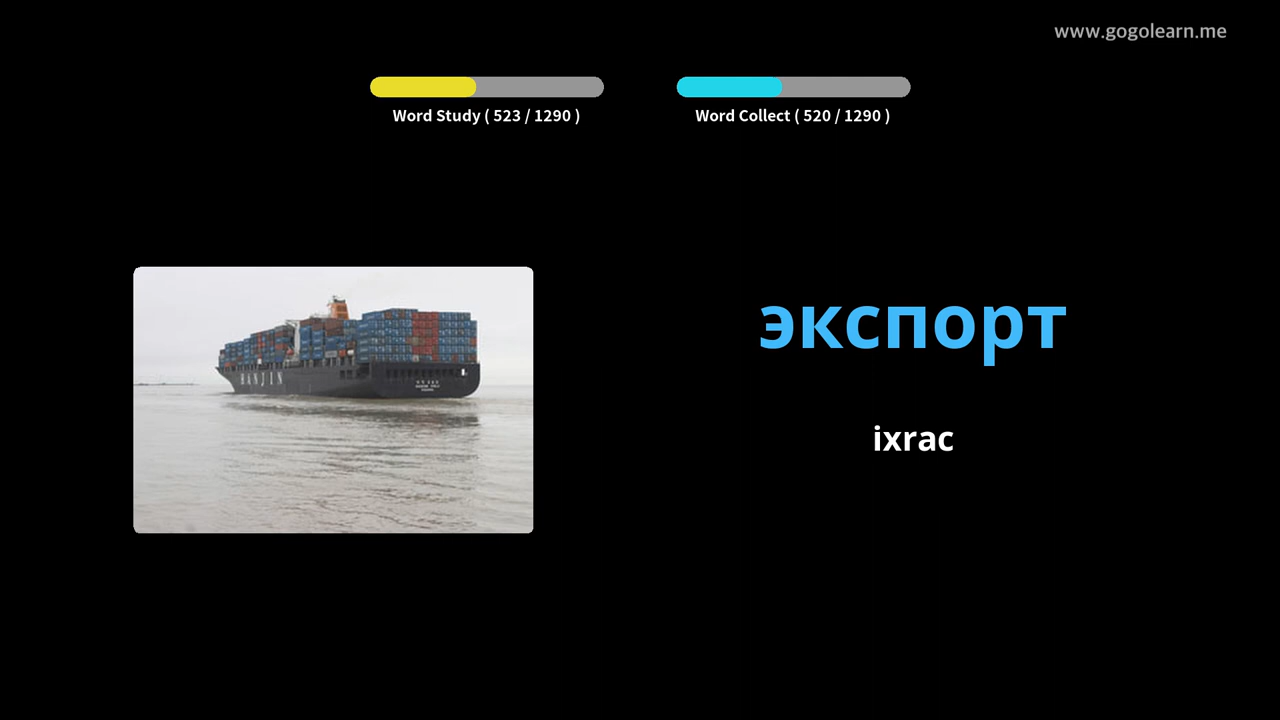 www.gogolearn.me
Word Study ( 523 / 1290 )
Word Collect ( 520 / 1290 )
экспорт
ixrac
HANJIN